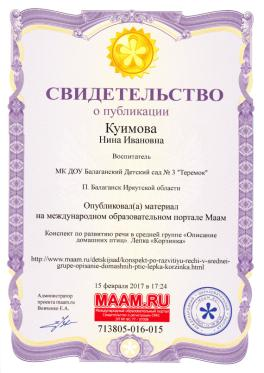 СВИДЕТЕЛЬСТВО
о публикации
Куимова
Нина Ивановна
Воспитатель
МК ДОУ Балаганский Детский сад № 3 "Теремок"
П. Балаганск Иркутской области
Опубликовал(а) материал
на международном образовательном портале Маам
Конспект по развитию речи в средней группе «Описание
домашних птиц» Лепка «Корзинка»
http://www.maam.ru/detskijsad/konspekt-po-razvitiyu-rechi-v-srednei-
grupe-opisanie-domashnih-ptic-lepka-korzinka.html
15 февраля 2017 в 17:24
Администратор
проекта maam.ru
MAAM.RU
Международный образовательный портал
713805-016-015